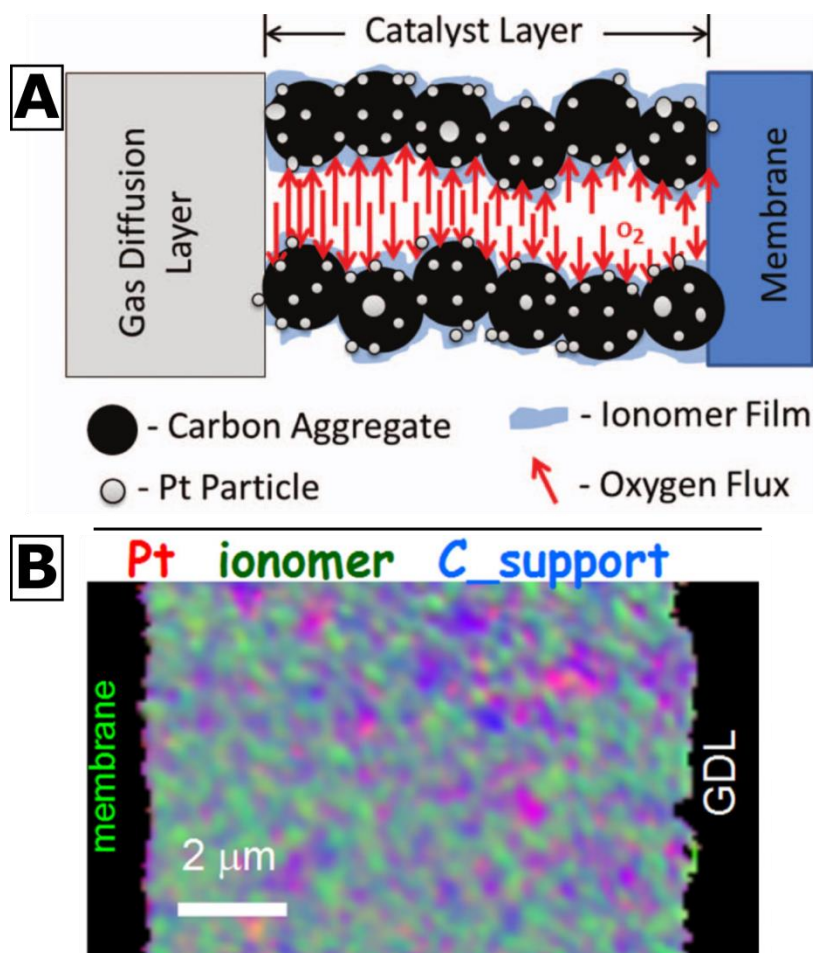 Catalyst Layer
A
Gas Diffusion
Layer
O₂
Membrane
- Carbon Aggregate
- Ionomer Film
- Pt Particle
- Oxygen Flux
B
Pt ionomer C_support
membrane
GDL
2 μm